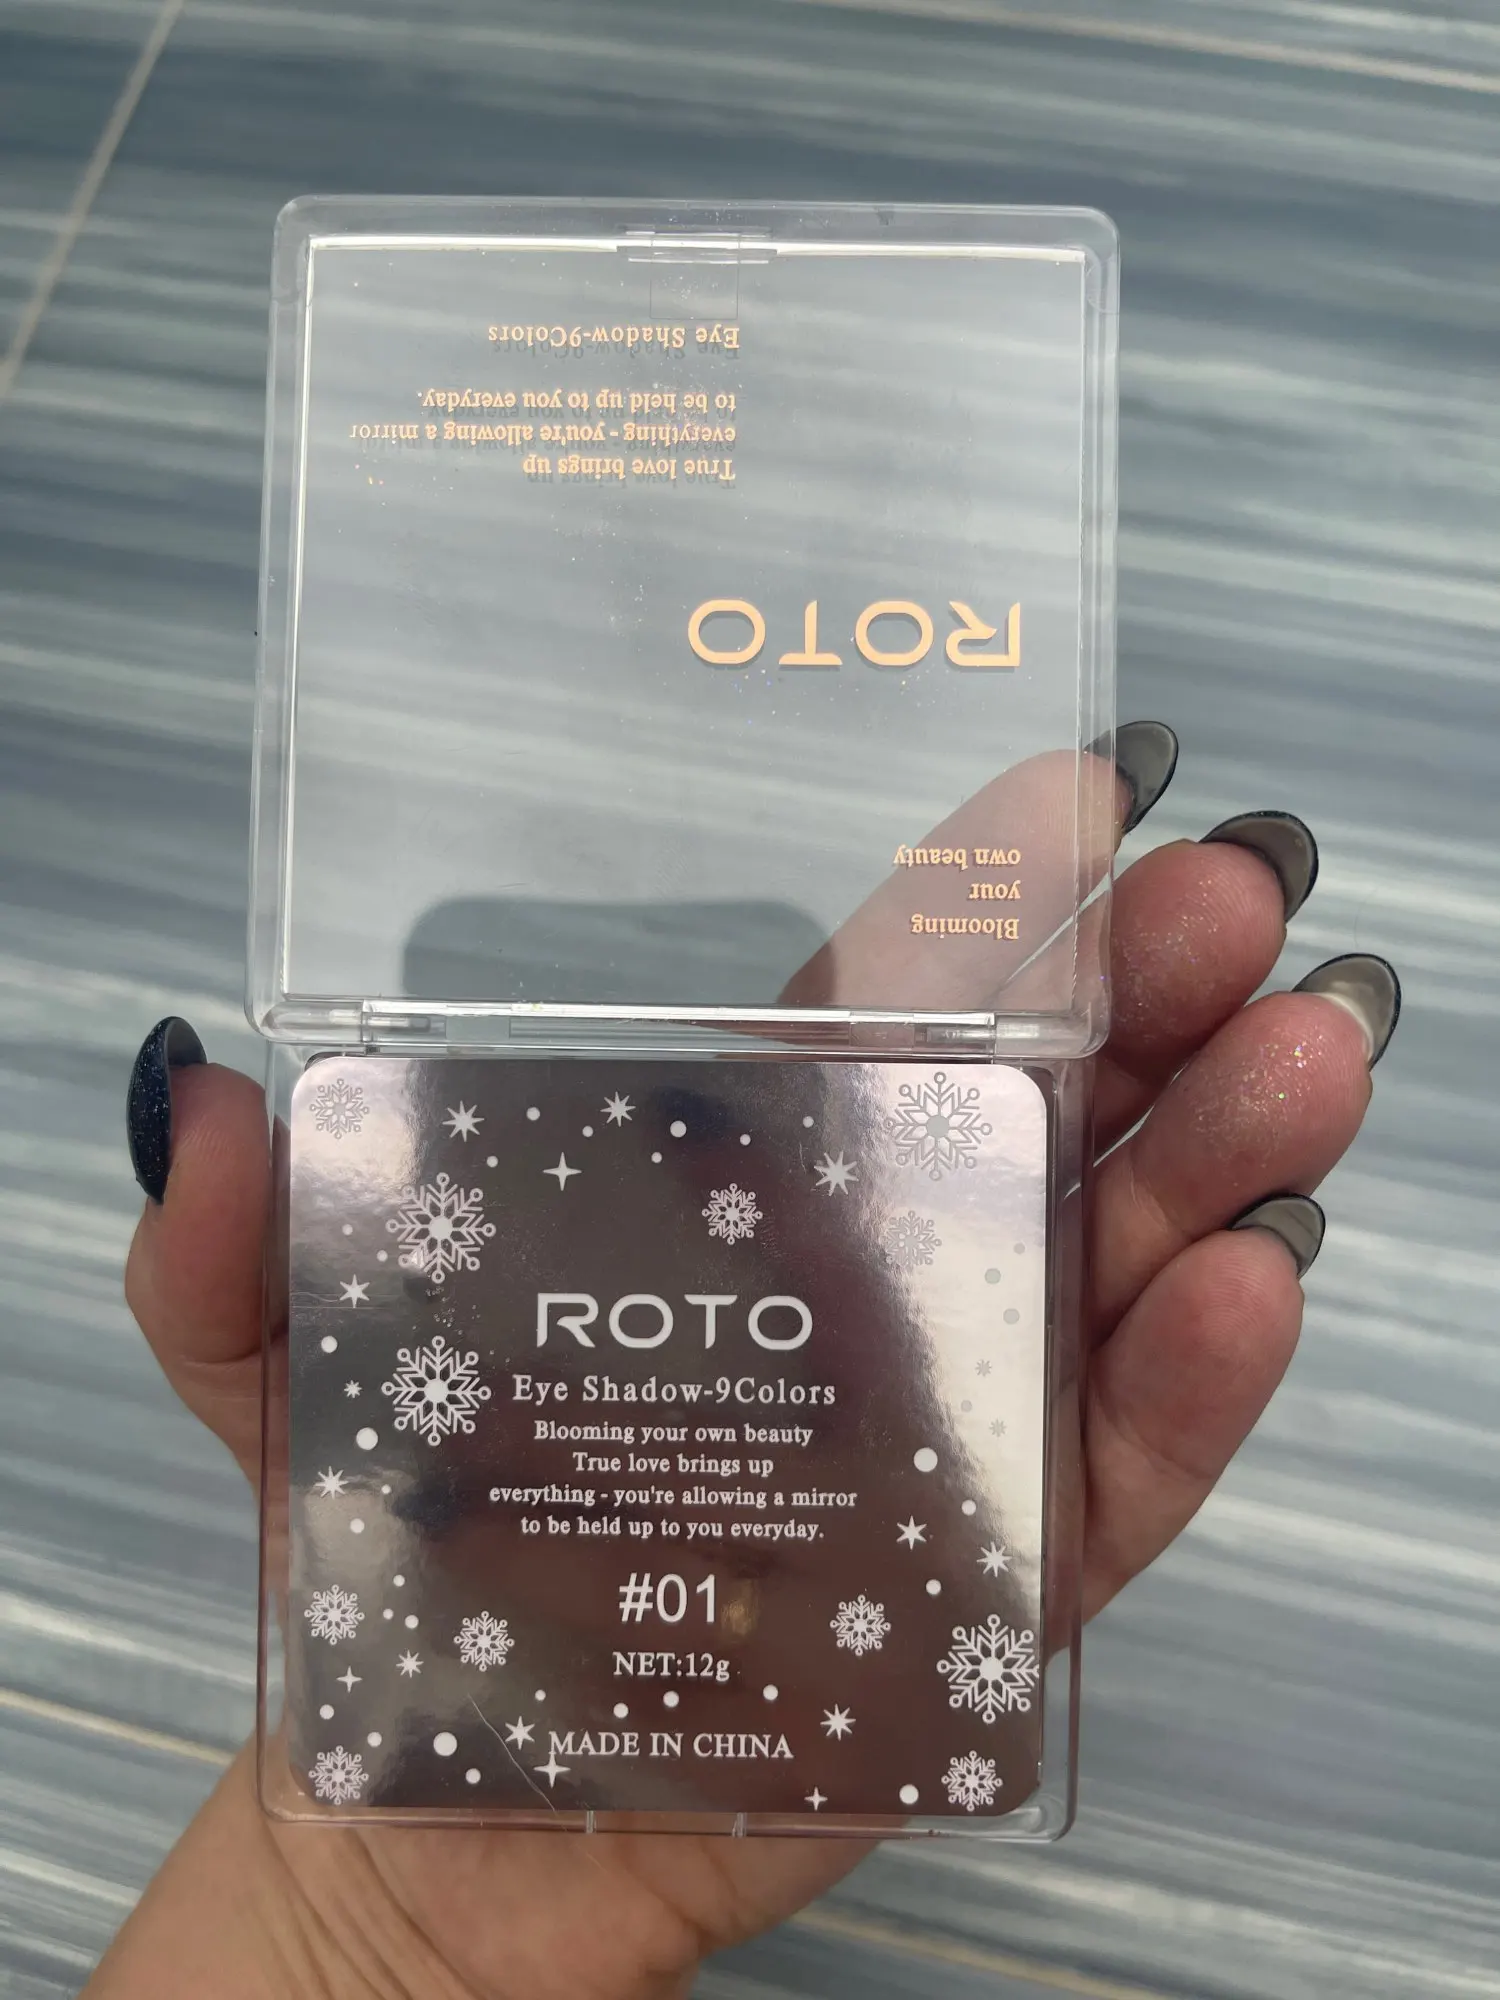 Eye Shadow-9Colors
to be held up to you everyday.
everything - you're allowing a mirror
True love brings up
ROTO
own beauty
your
Blooming
ROTO
Eye Shadow-9Colors
Blooming your own beauty
True love brings up
everything - you're allowing a mirror
to be held up to you everyday.
#01
NET:12g
MADE IN CHINA